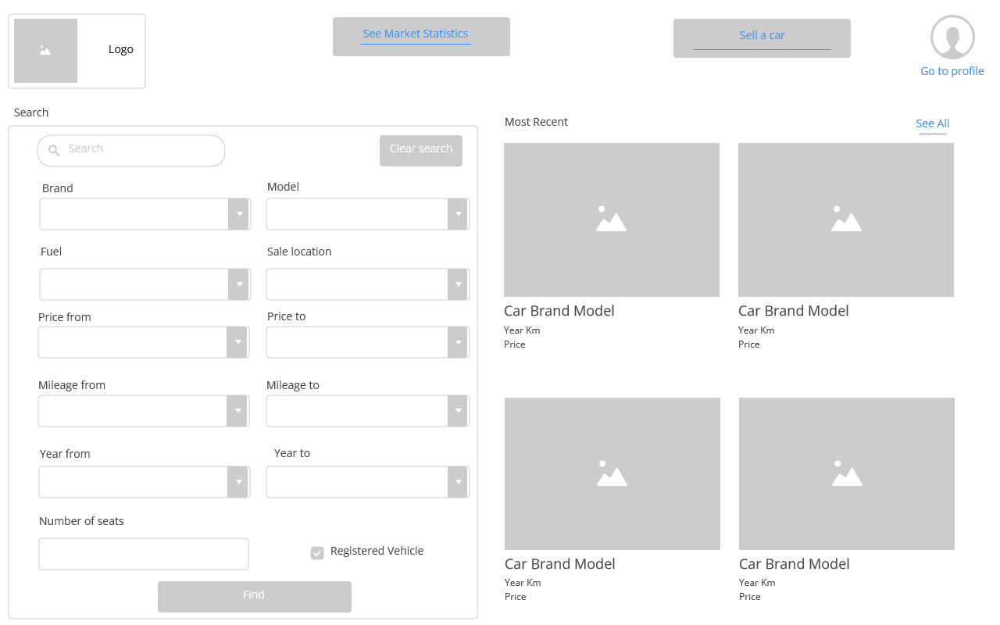 Logo
See Market Statistics
Sell a car
Go to profile
Search
Search
Clear search
Brand
Model
Fuel
Sale location
Price from
Price to
Mileage from
Mileage to
Year from
Year to
Number of seats
Registered Vehicle
Find
Most Recent
See All
Car Brand Model
Year Km
Price
Car Brand Model
Year Km
Price
Car Brand Model
Year Km
Price
Car Brand Model
Year Km
Price